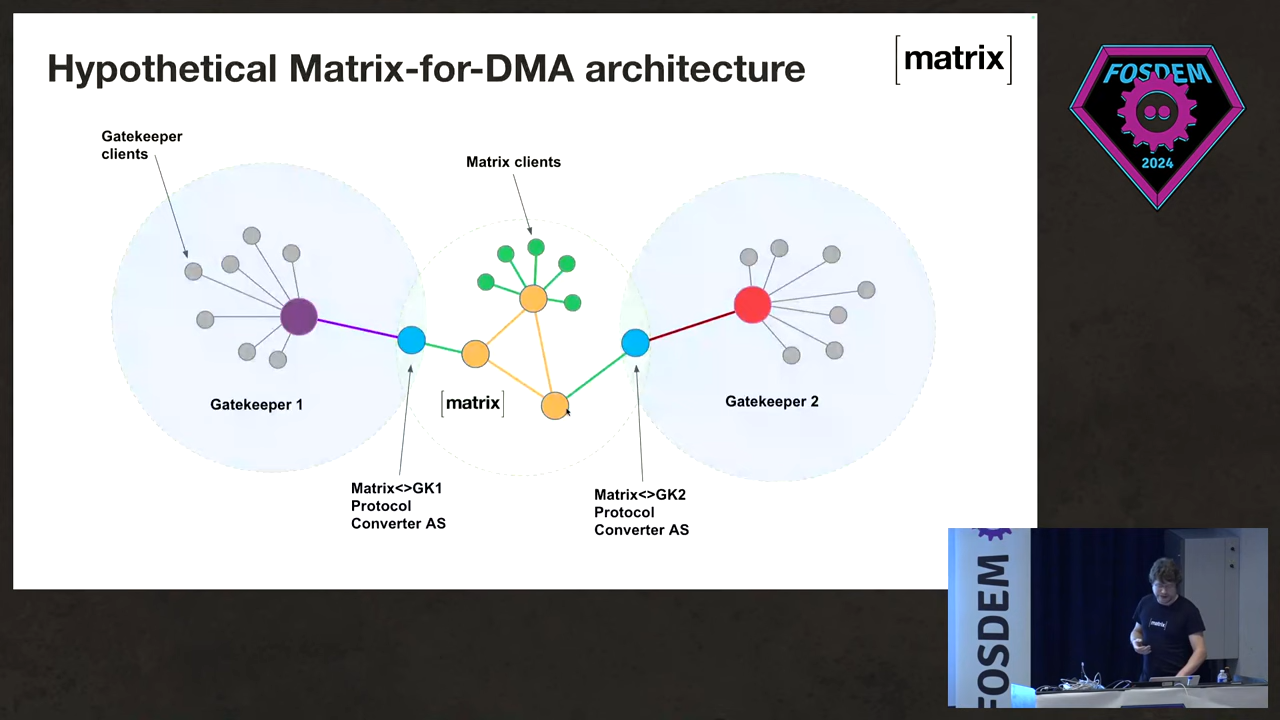 Hypothetical Matrix-for-DMA architecture
[matrix]
FOSDEM
2024
Gatekeeper
clients
Matrix clients
Gatekeeper 1
[matrix]
Gatekeeper 2
Matrix<>GK1
Protocol
Converter AS
Matrix<>GK2
Protocol
Converter AS
FOSDEM
[matrix]